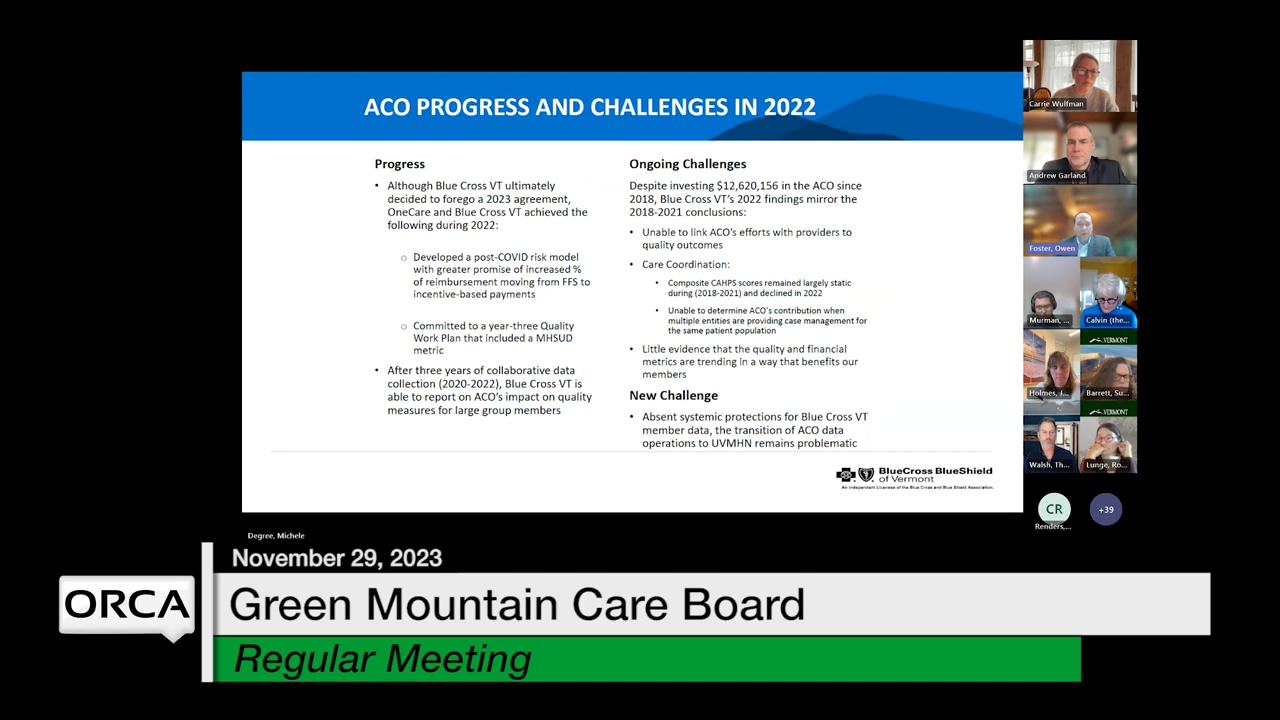 ACO PROGRESS AND CHALLENGES IN 2022
Progress
• Although Blue Cross VT ultimately
decided to forego a 2023 agreement,
OneCare and Blue Cross VT achieved the
following during 2022:
○ Developed a post-COVID risk model
with greater promise of increased %
of reimbursement moving from FFS to
incentive-based payments
○ Committed to a year-three Quality
Work Plan that included a MHSUD
metric
• After three years of collaborative data
collection (2020-2022), Blue Cross VT is
able to report on ACO's impact on quality
measures for large group members
Ongoing Challenges
Despite investing $12,620,156 in the ACO since
2018, Blue Cross VT's 2022 findings mirror the
2018-2021 conclusions:
• Unable to link ACO's efforts with providers to
quality outcomes
• Care Coordination:
• Composite CAHPS scores remained largely static
during (2018-2021) and declined in 2022
• Unable to determine ACO's contribution when
multiple entities are providing case management for
the same patient population
• Little evidence that the quality and financial
metrics are trending in a way that benefits our
members
New Challenge
• Absent systemic protections for Blue Cross VT
member data, the transition of ACO data
operations to UVMHN remains problematic
BlueCross BlueShield
of Vermont
An Independent Licensee of the Blue Cross and Blue Shield Association.
Carrie Wulfman
Andrew Garland
Foster, Owen
Murman, ...
Calvin (the...
VERMONT
Holmes, J...
Barrett, Su...
VERMONT
Walsh, Th...
Lunge, Ro...
CR
+39
Renders,...
Degree, Michele
November 29, 2023
ORCA
Green Mountain Care Board
Regular Meeting